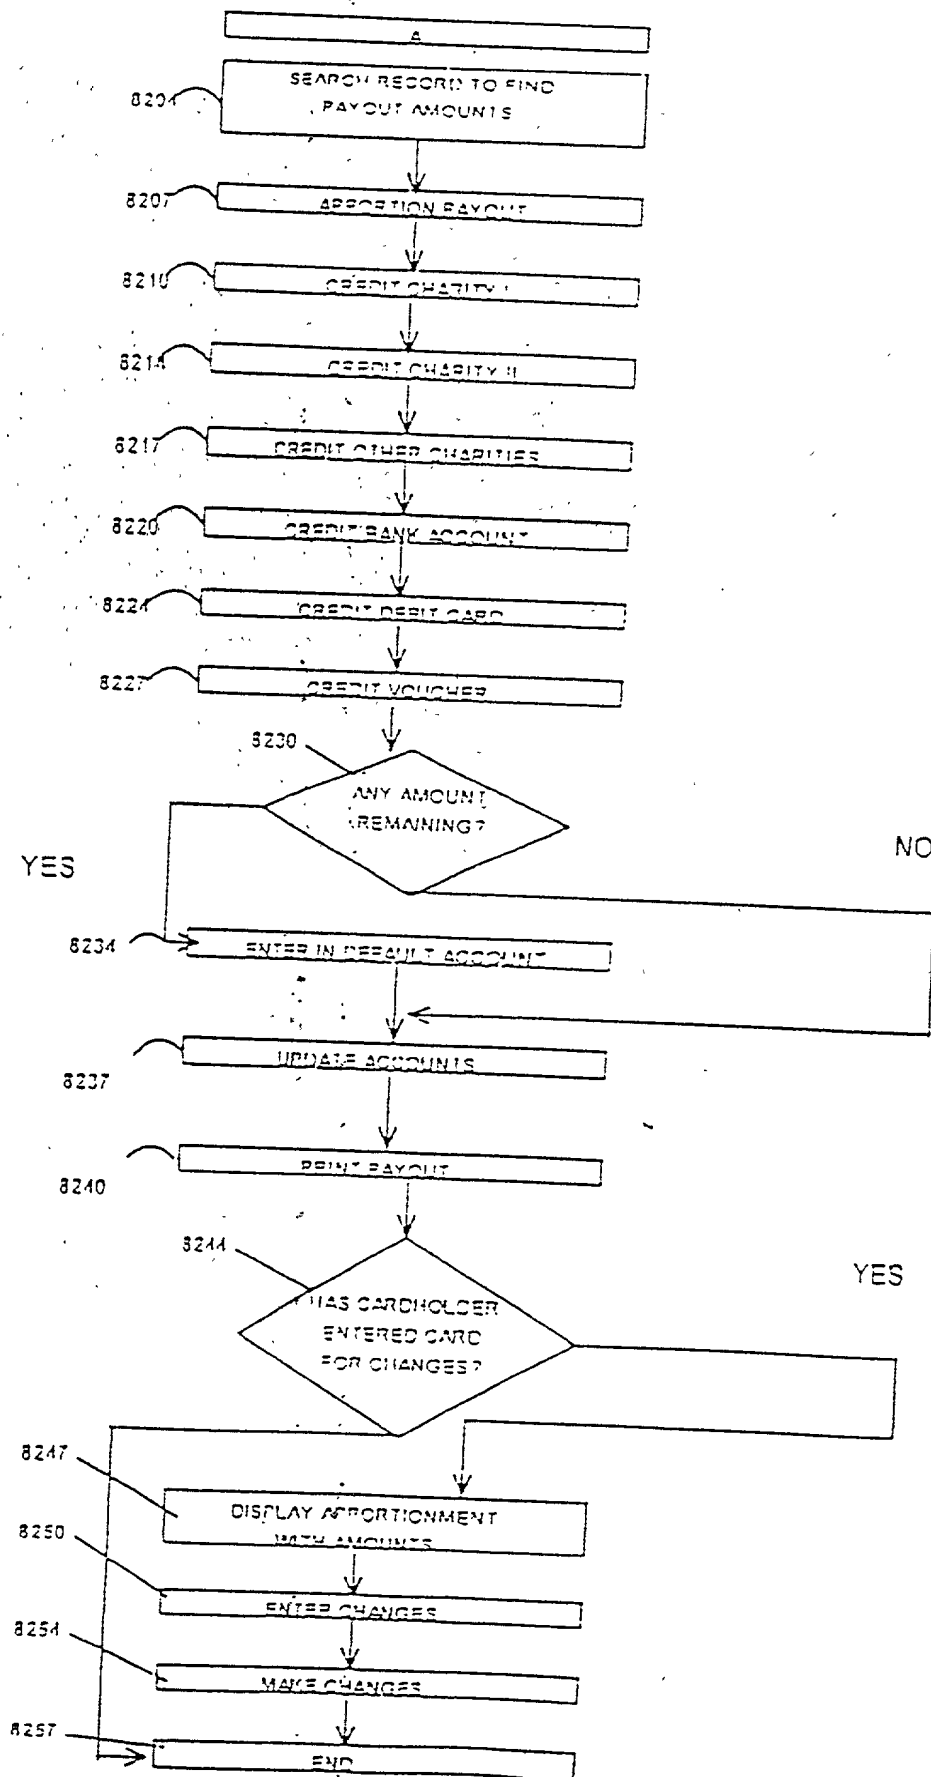 A
8204
SEARCH RECORD TO FIND
PAYOUT AMOUNTS
8207
APPORTION PAYOUT
8210
CREDIT CHARITY I
8214
CREDIT CHARITY II
8217
CREDIT OTHER CHARITIES
8220
CREDIT BANK ACCOUNT
8224
CREDIT DEBIT CARD
8227
CREDIT VOUCHER
8230
ANY AMOUNT
REMAINING?
YES
NO
8234
ENTER IN DEFAULT ACCOUNT
UPDATE ACCOUNTS
8237
PRINT PAYOUT
8240
8244
YES
HAS CARDHOLDER
ENTERED CARD
FOR CHANGES?
8247
DISPLAY APPORTIONMENT
WITH AMOUNTS
8250
ENTER CHANGES
8254
MAKE CHANGES
8257
END